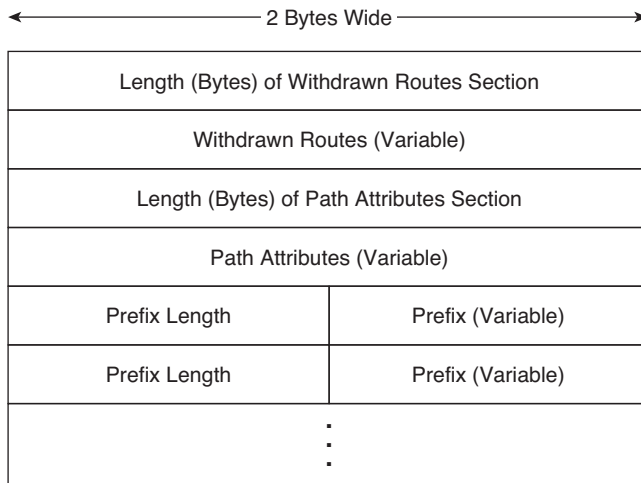 2 Bytes Wide
Length (Bytes) of Withdrawn Routes Section
Withdrawn Routes (Variable)
Length (Bytes) of Path Attributes Section
Path Attributes (Variable)
Prefix Length
Prefix (Variable)
Prefix Length
Prefix (Variable)